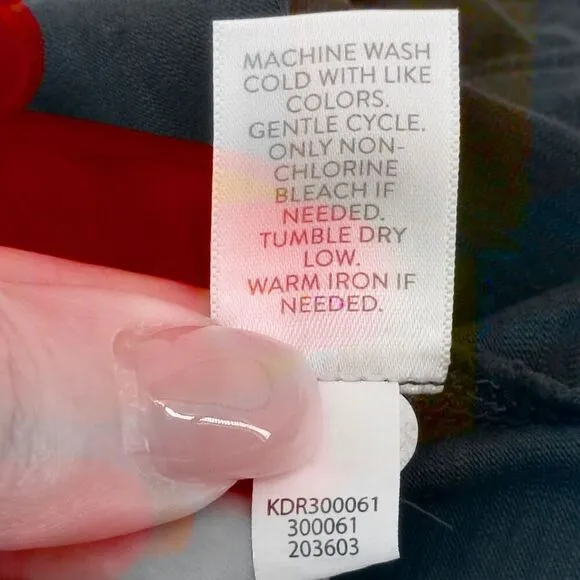 MACHINE WASH
COLD WITH LIKE
COLORS.
GENTLE CYCLE.
ONLY NON-
CHLORINE
BLEACH IF
NEEDED.
TUMBLE DRY
LOW.
WARM IRON IF
NEEDED.
KDR300061
300061
203603